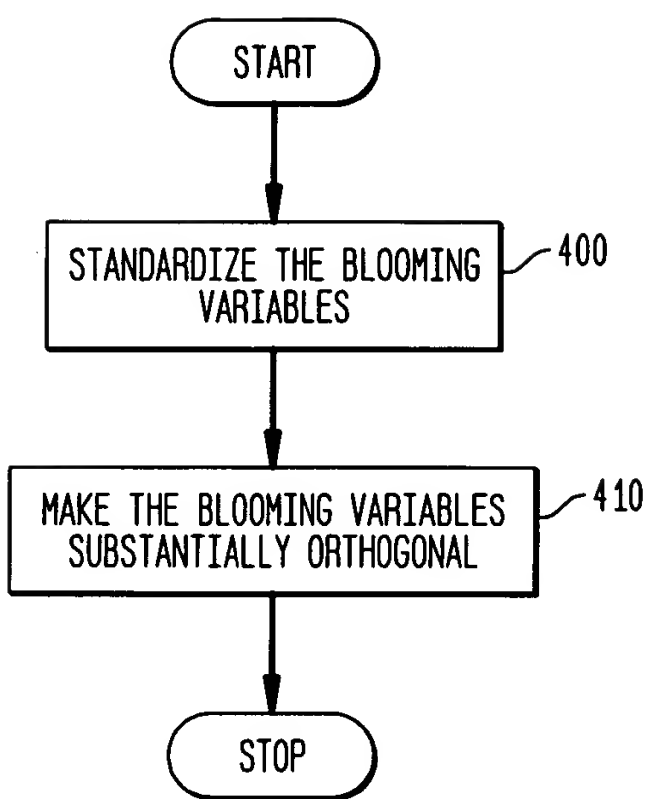 START
STANDARDIZE THE BLOOMING
VARIABLES
400
MAKE THE BLOOMING VARIABLES
SUBSTANTIALLY ORTHOGONAL
410
STOP